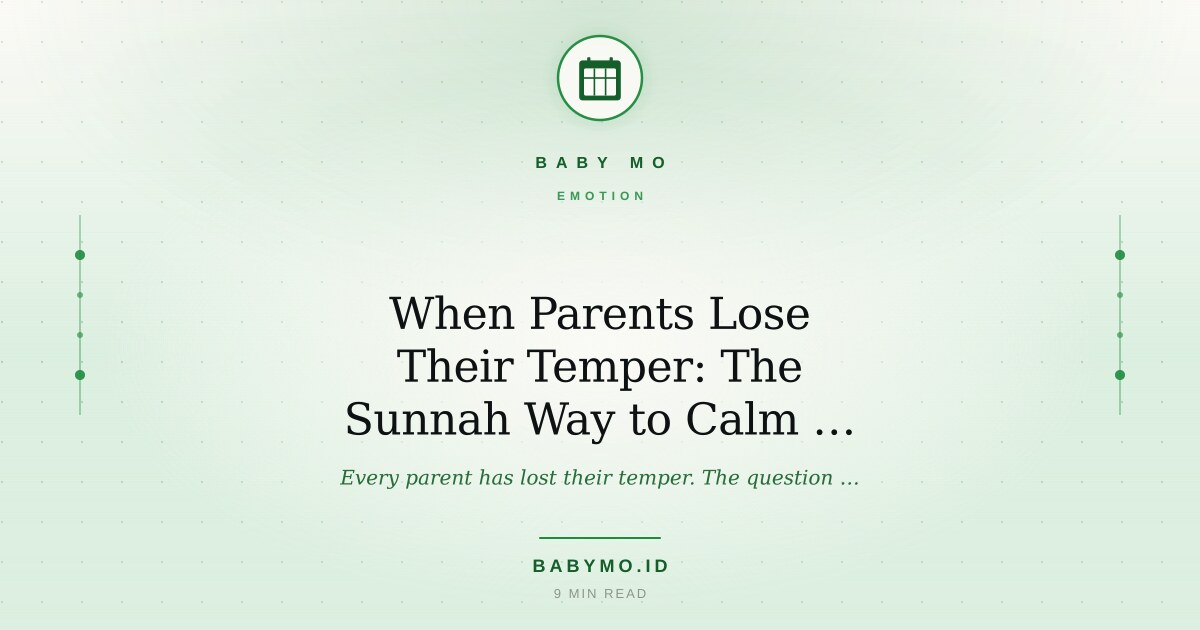 BABY MO
EMOTION
When Parents Lose
Their Temper: The
Sunnah Way to Calm ...
Every parent has lost their temper. The question ...
BABYMO.ID
9 MIN READ